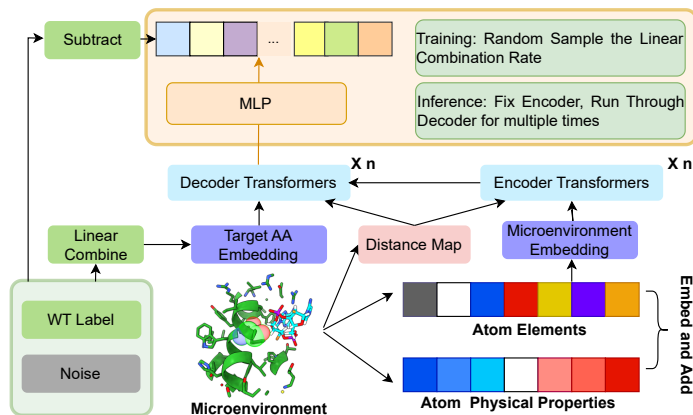 Subtract
...
Training: Random Sample the Linear
Combination Rate
MLP
Inference: Fix Encoder, Run Through
Decoder for multiple times
X n
X n
Decoder Transformers
Encoder Transformers
Linear
Combine
Target AA
Embedding
Distance Map
Microenvironment
Embedding
WT Label
Noise
Atom Elements
Embed and Add
Atom Physical Properties
Microenvironment